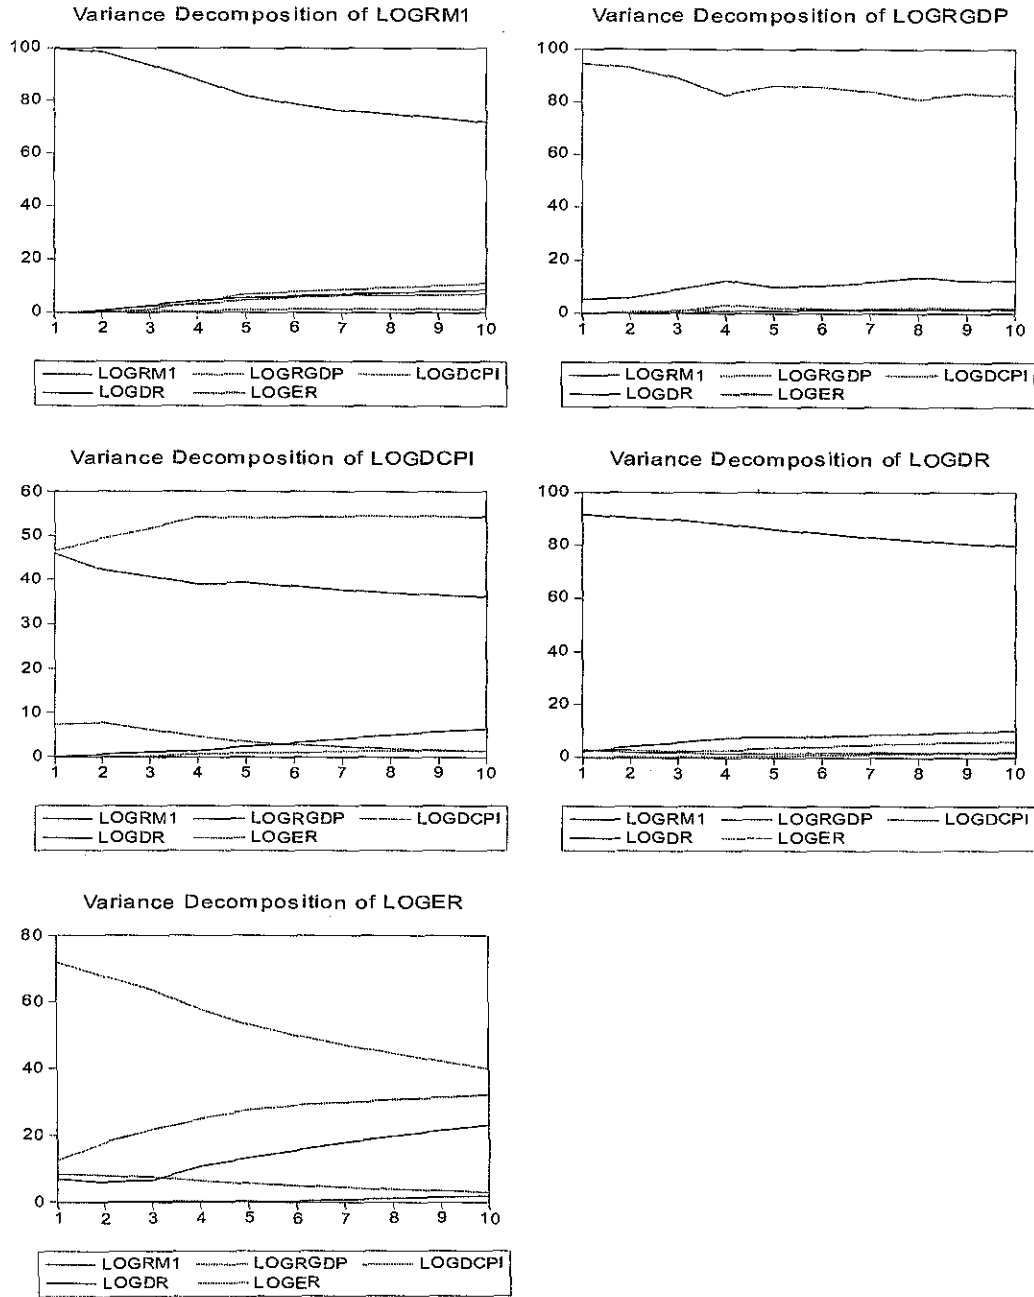 Variance Decomposition of LOGRM1
100
80
60
40
20
0
1 2 3 4 5 6 7 8 9 10
LOGRM1 LOGRGDP LOGDCPI
LOGDR LOGER
Variance Decomposition of LOGRGDP
100
80
60
40
20
0
1 2 3 4 5 6 7 8 9 10
LOGRM1 LOGRGDP LOGDCPI
LOGDR LOGER
Variance Decomposition of LOGDCPI
60
50
40
30
20
10
0
1 2 3 4 5 6 7 8 9 10
LOGRM1 LOGRGDP LOGDCPI
LOGDR LOGER
Variance Decomposition of LOGDR
100
80
60
40
20
0
1 2 3 4 5 6 7 8 9 10
LOGRM1 LOGRGDP LOGDCPI
LOGDR LOGER
Variance Decomposition of LOGER
80
60
40
20
0
1 2 3 4 5 6 7 8 9 10
LOGRM1 LOGRGDP LOGDCPI
LOGDR LOGER